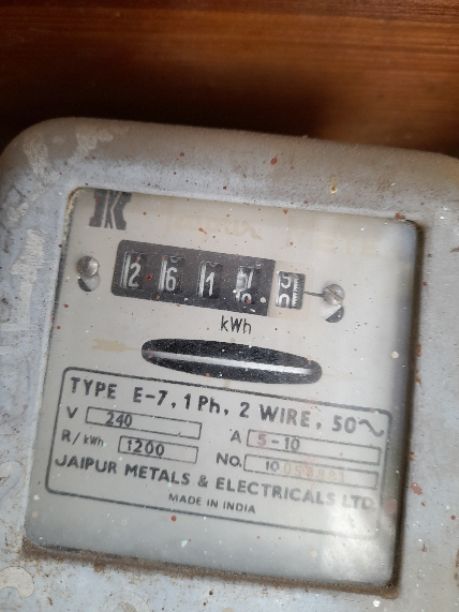 K
2 6 1
kWh
TYPE E-7, 1 Ph, 2 WIRE, 50~
V 240 A 5-10
R/kWh 1200 NO. 10
JAIPUR METALS & ELECTRICALS LTD
MADE IN INDIA